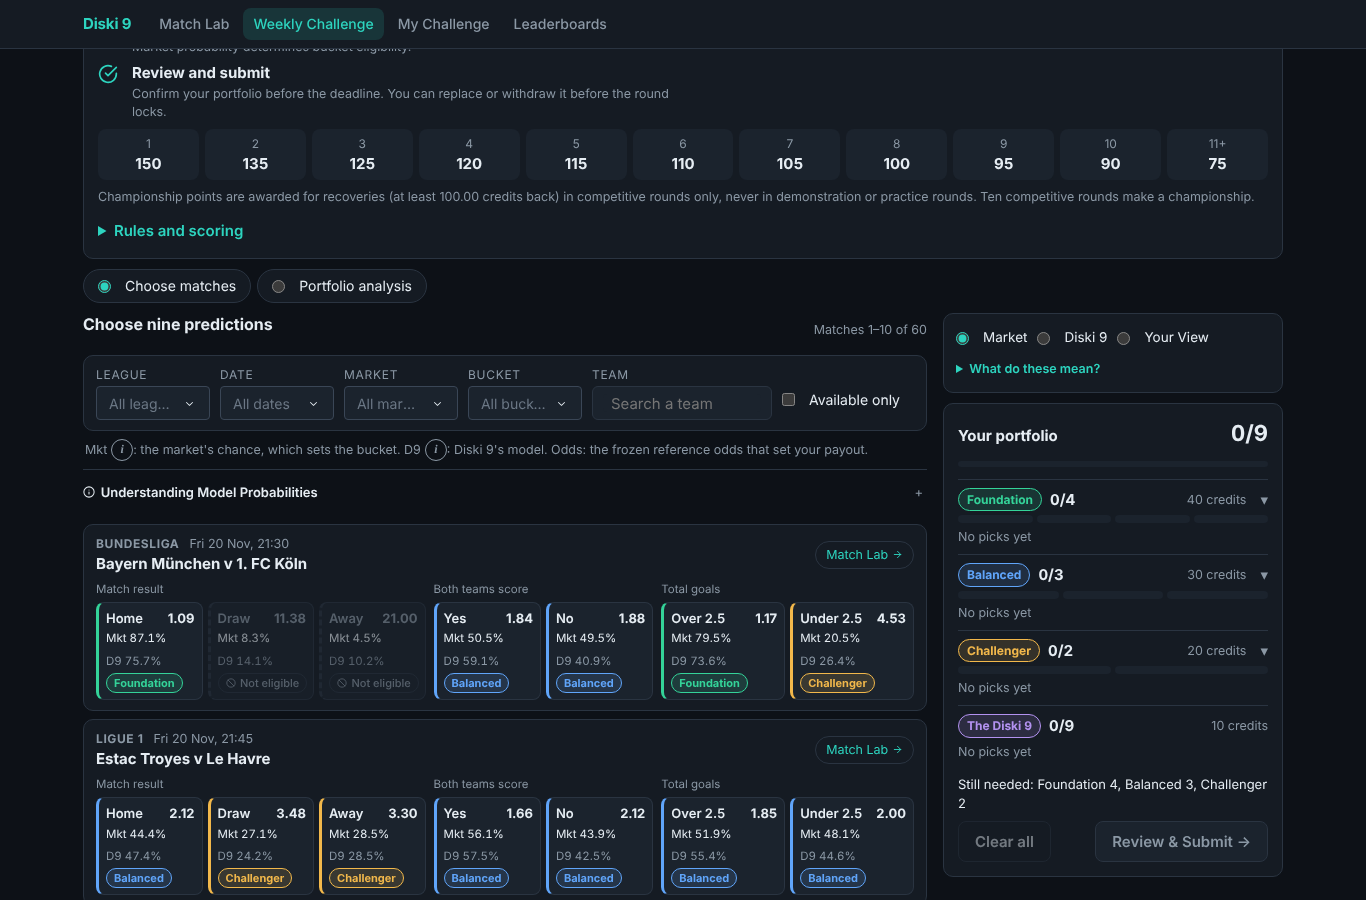 Diski 9 Match Lab Weekly Challenge My Challenge Leaderboards
Market probability determines bucket eligibility.
Review and submit
Confirm your portfolio before the deadline. You can replace or withdraw it before the round
locks.
1 2 3 4 5 6 7 8 9 10 11+
150 135 125 120 115 110 105 100 95 90 75
Championship points are awarded for recoveries (at least 100.00 credits back) in competitive rounds only, never in demonstration or practice rounds. Ten competitive rounds make a championship.
Rules and scoring
Choose matches Portfolio analysis
Choose nine predictions
Matches 1–10 of 60
LEAGUE DATE MARKET BUCKET TEAM
All leag... All dates All mar... All buck... Search a team Available only
Mkt i: the market's chance, which sets the bucket. D9 i: Diski 9's model. Odds: the frozen reference odds that set your payout.
Understanding Model Probabilities +
BUNDESLIGA Fri 20 Nov, 21:30
Bayern München v 1. FC Köln
Match Lab →
Match result Both teams score Total goals
Home 1.09 Draw 11.38 Away 21.00 Yes 1.84 No 1.88 Over 2.5 1.17 Under 2.5 4.53
Mkt 87.1% Mkt 8.3% Mkt 4.5% Mkt 50.5% Mkt 49.5% Mkt 79.5% Mkt 20.5%
D9 75.7% D9 14.1% D9 10.2% D9 59.1% D9 40.9% D9 73.6% D9 26.4%
Foundation Not eligible Not eligible Balanced Balanced Foundation Challenger
LIGUE 1 Fri 20 Nov, 21:45
Estac Troyes v Le Havre
Match Lab →
Match result Both teams score Total goals
Home 2.12 Draw 3.48 Away 3.30 Yes 1.66 No 2.12 Over 2.5 1.85 Under 2.5 2.00
Mkt 44.4% Mkt 27.1% Mkt 28.5% Mkt 56.1% Mkt 43.9% Mkt 51.9% Mkt 48.1%
D9 47.4% D9 24.2% D9 28.5% D9 57.5% D9 42.5% D9 55.4% D9 44.6%
Balanced Challenger Challenger Balanced Balanced Balanced Balanced
Market Diski 9 Your View
What do these mean?
Your portfolio 0/9
Foundation 0/4 40 credits ▼
No picks yet
Balanced 0/3 30 credits ▼
No picks yet
Challenger 0/2 20 credits ▼
No picks yet
The Diski 9 0/9 10 credits
No picks yet
Still needed: Foundation 4, Balanced 3, Challenger
2
Clear all Review & Submit →